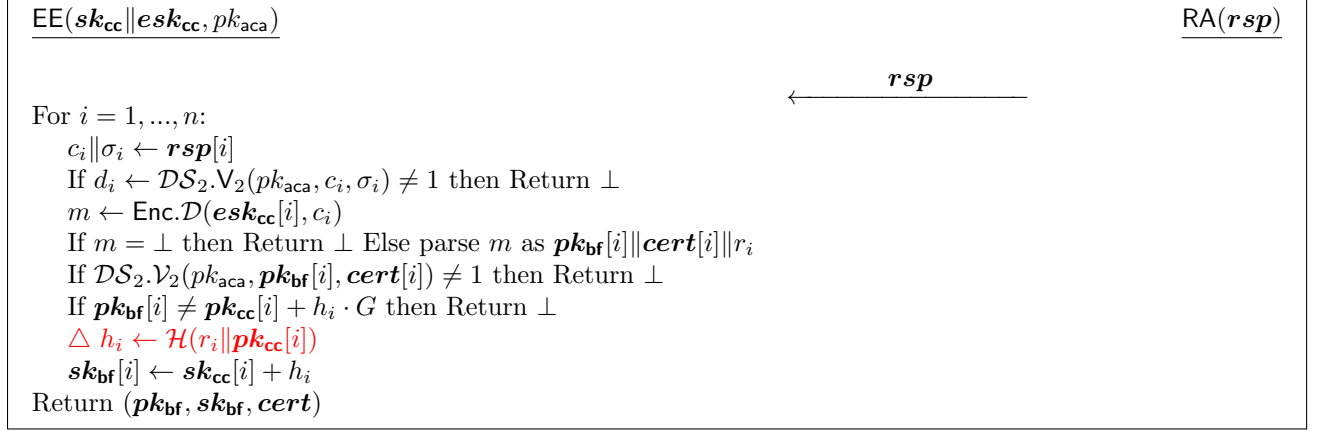 EE(sk_cc‖esk_cc, pk_aca) RA(rsp)
rsp
For i = 1, ..., n:
c_i‖σ_i ← rsp[i]
If d_i ← DS_2.V_2(pk_aca, c_i, σ_i) ≠ 1 then Return ⊥
m ← Enc.D(esk_cc[i], c_i)
If m = ⊥ then Return ⊥ Else parse m as pk_bf[i]‖cert[i]‖r_i
If DS_2.V_2(pk_aca, pk_bf[i], cert[i]) ≠ 1 then Return ⊥
If pk_bf[i] ≠ pk_cc[i] + h_i · G then Return ⊥
△ h_i ← H(r_i‖pk_cc[i])
sk_bf[i] ← sk_cc[i] + h_i
Return (pk_bf, sk_bf, cert)